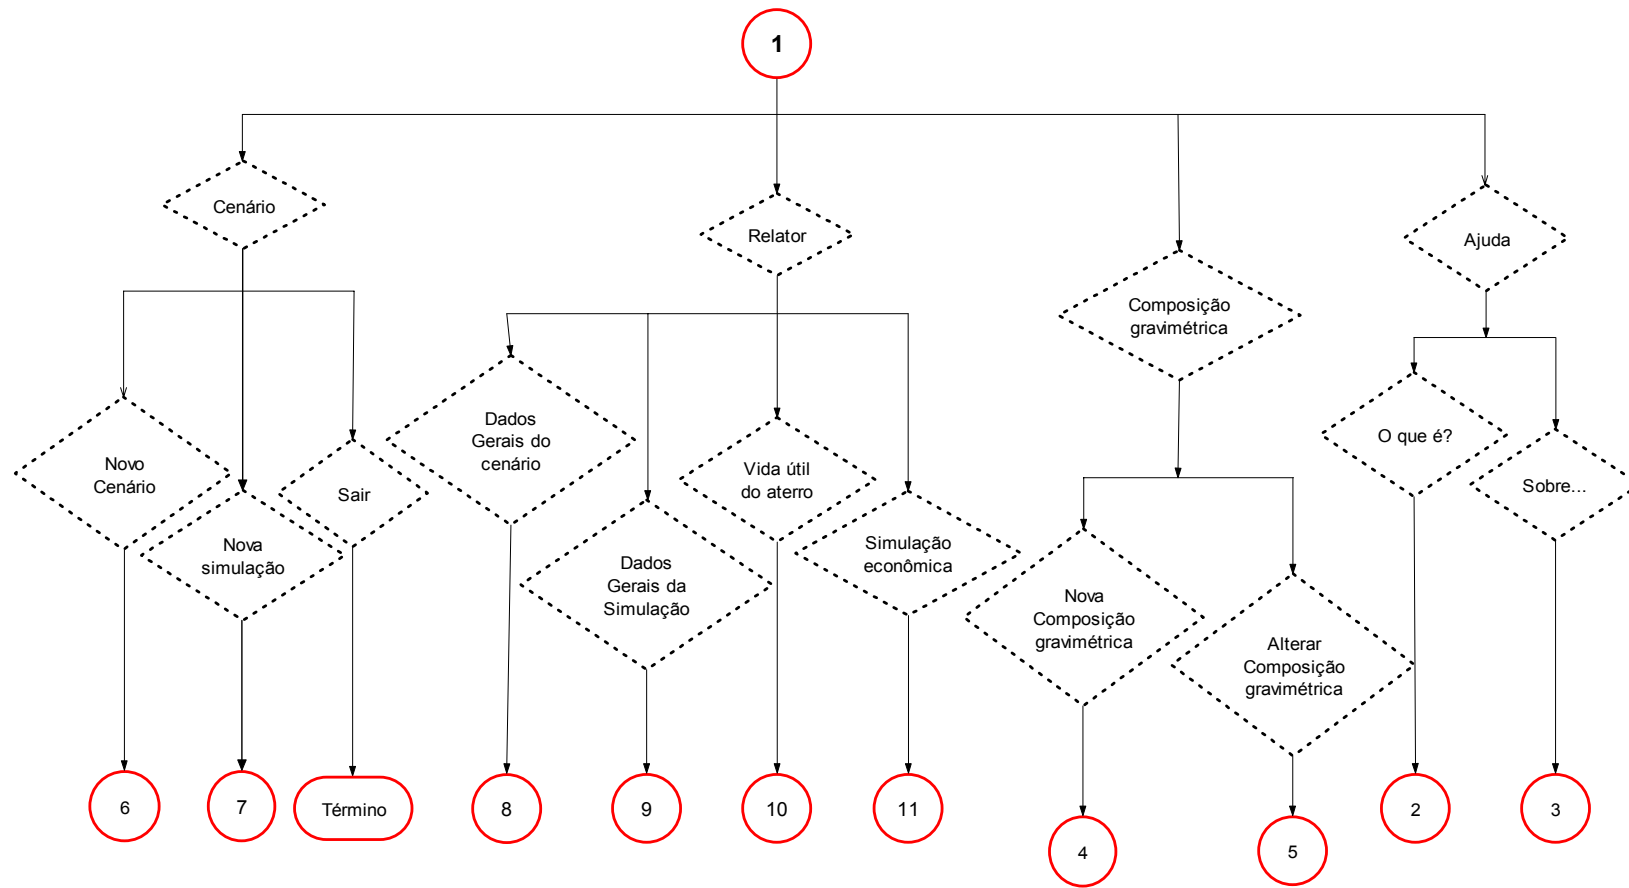 1
Cenário
Relator
Ajuda
Composição
gravimétrica
Novo
Cenário
Nova
simulação
Sair
Dados
Gerais do
cenário
Dados
Gerais da
Simulação
Vida útil
do aterro
Simulação
econômica
Nova
Composição
gravimétrica
Alterar
Composição
gravimétrica
O que é?
Sobre...
6
7
Término
8
9
10
11
4
5
2
3